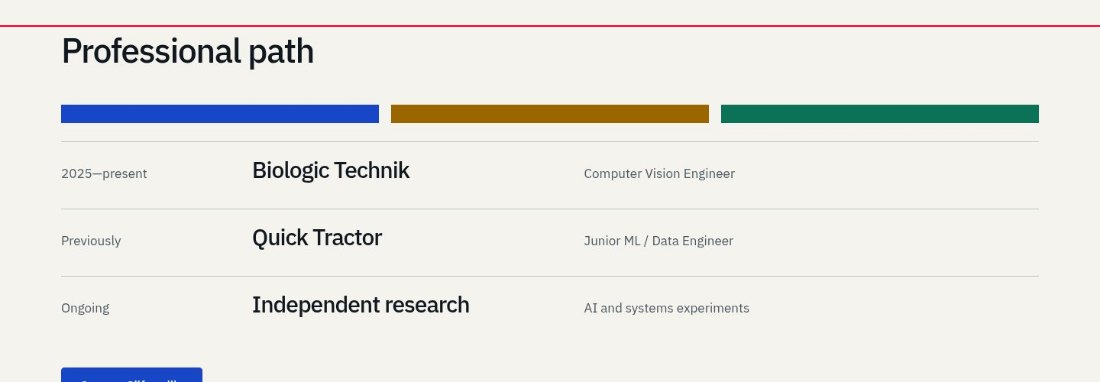 Professional path
2025—present Biologic Technik Computer Vision Engineer
Previously Quick Tractor Junior ML / Data Engineer
Ongoing Independent research AI and systems experiments